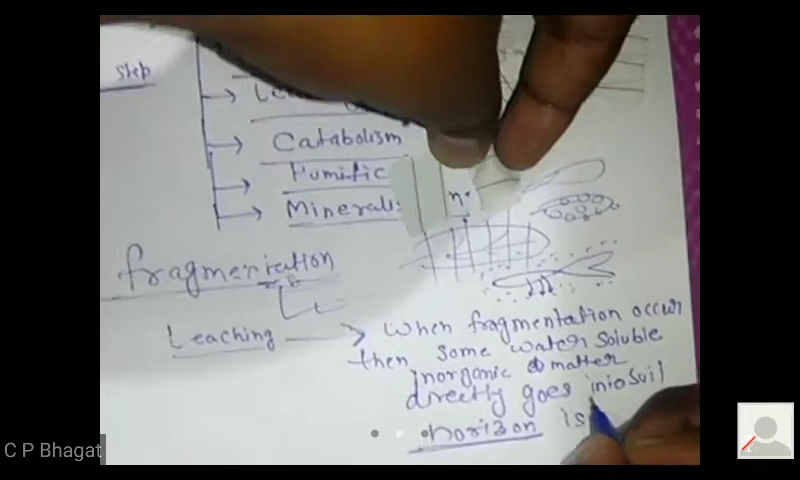 step
Catabolism
Humific
Minerali
fragmentation
Leaching → when fragmentation occur
then some water soluble
inorganic matter
directly goes into soil
horizon is
C P Bhagat